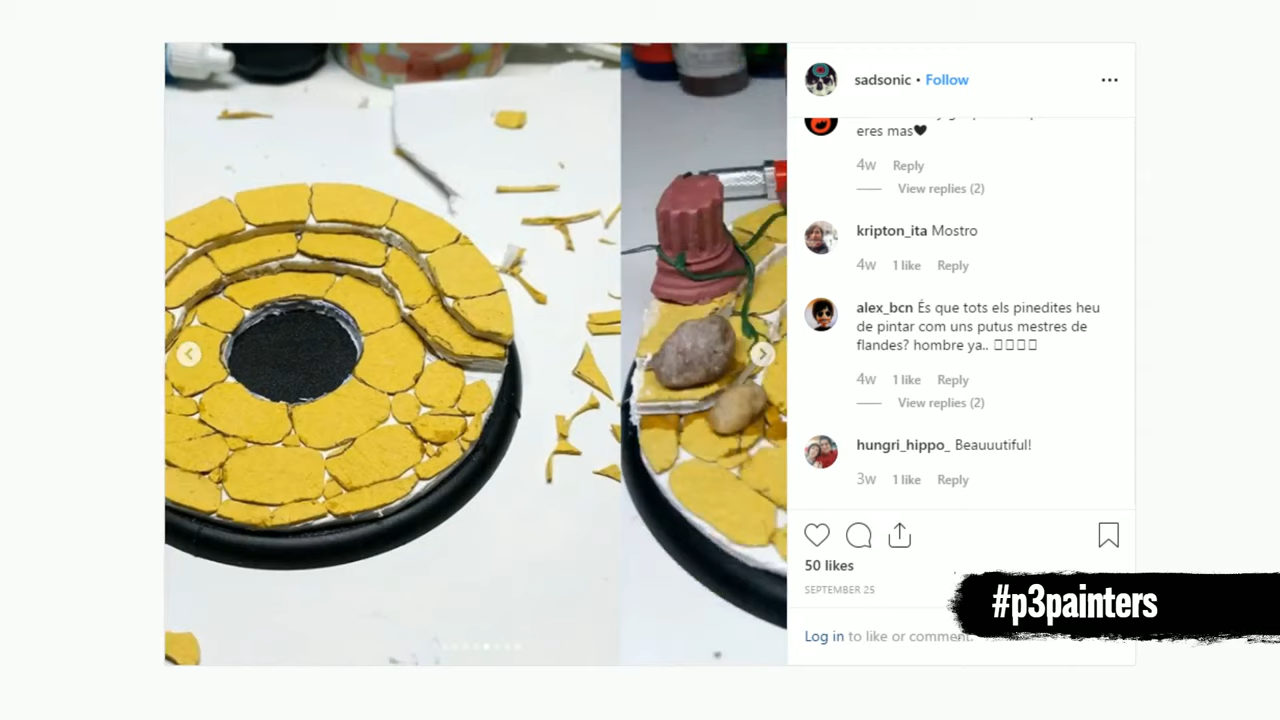 sadsonic • Follow
eres mas🖤
4w Reply
View replies (2)
kripton_ita Mostro
4w 1 like Reply
alex_bcn És que tots els pinedites heu
de pintar com uns putus mestres de
flandes? hombre ya.. □□□□
4w 1 like Reply
View replies (2)
hungri_hippo_ Beauuutiful!
3w 1 like Reply
50 likes
SEPTEMBER 25
#p3painters
Log in to like or comment.